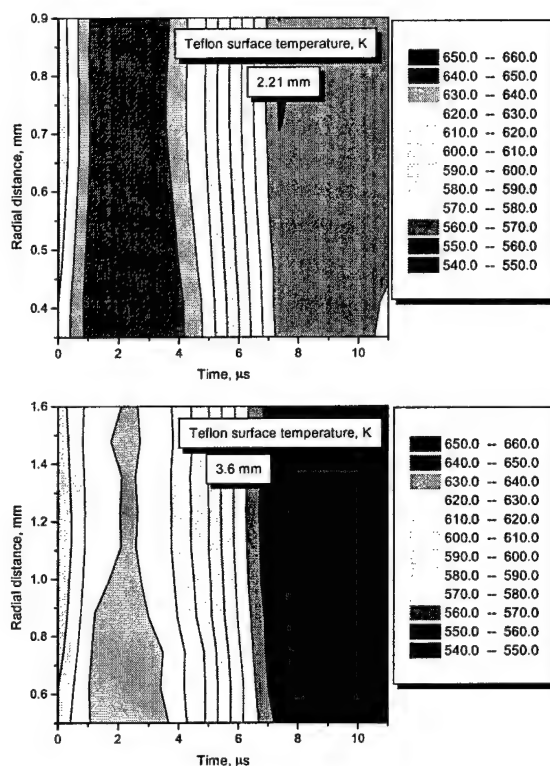 0.9
0.8
0.7
0.6
0.5
0.4
Radial distance, mm
Teflon surface temperature, K
2.21 mm
0
2
4
6
8
10
Time, µs
650.0 -- 660.0
640.0 -- 650.0
630.0 -- 640.0
620.0 -- 630.0
610.0 -- 620.0
600.0 -- 610.0
590.0 -- 600.0
580.0 -- 590.0
570.0 -- 580.0
560.0 -- 570.0
550.0 -- 560.0
540.0 -- 550.0
1.6
1.4
1.2
1.0
0.8
0.6
Radial distance, mm
Teflon surface temperature, K
3.6 mm
0
2
4
6
8
10
Time, µs
650.0 -- 660.0
640.0 -- 650.0
630.0 -- 640.0
620.0 -- 630.0
610.0 -- 620.0
600.0 -- 610.0
590.0 -- 600.0
580.0 -- 590.0
570.0 -- 580.0
560.0 -- 570.0
550.0 -- 560.0
540.0 -- 550.0